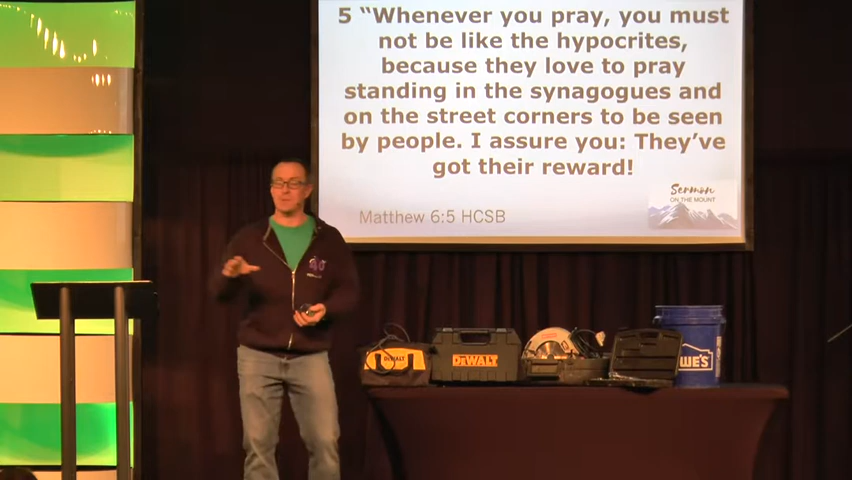 5 “Whenever you pray, you must
not be like the hypocrites,
because they love to pray
standing in the synagogues and
on the street corners to be seen
by people. I assure you: They’ve
got their reward!
Sermon
ON THE MOUNT
Matthew 6:5 HCSB
DEWALT
DEWALT
WE'S